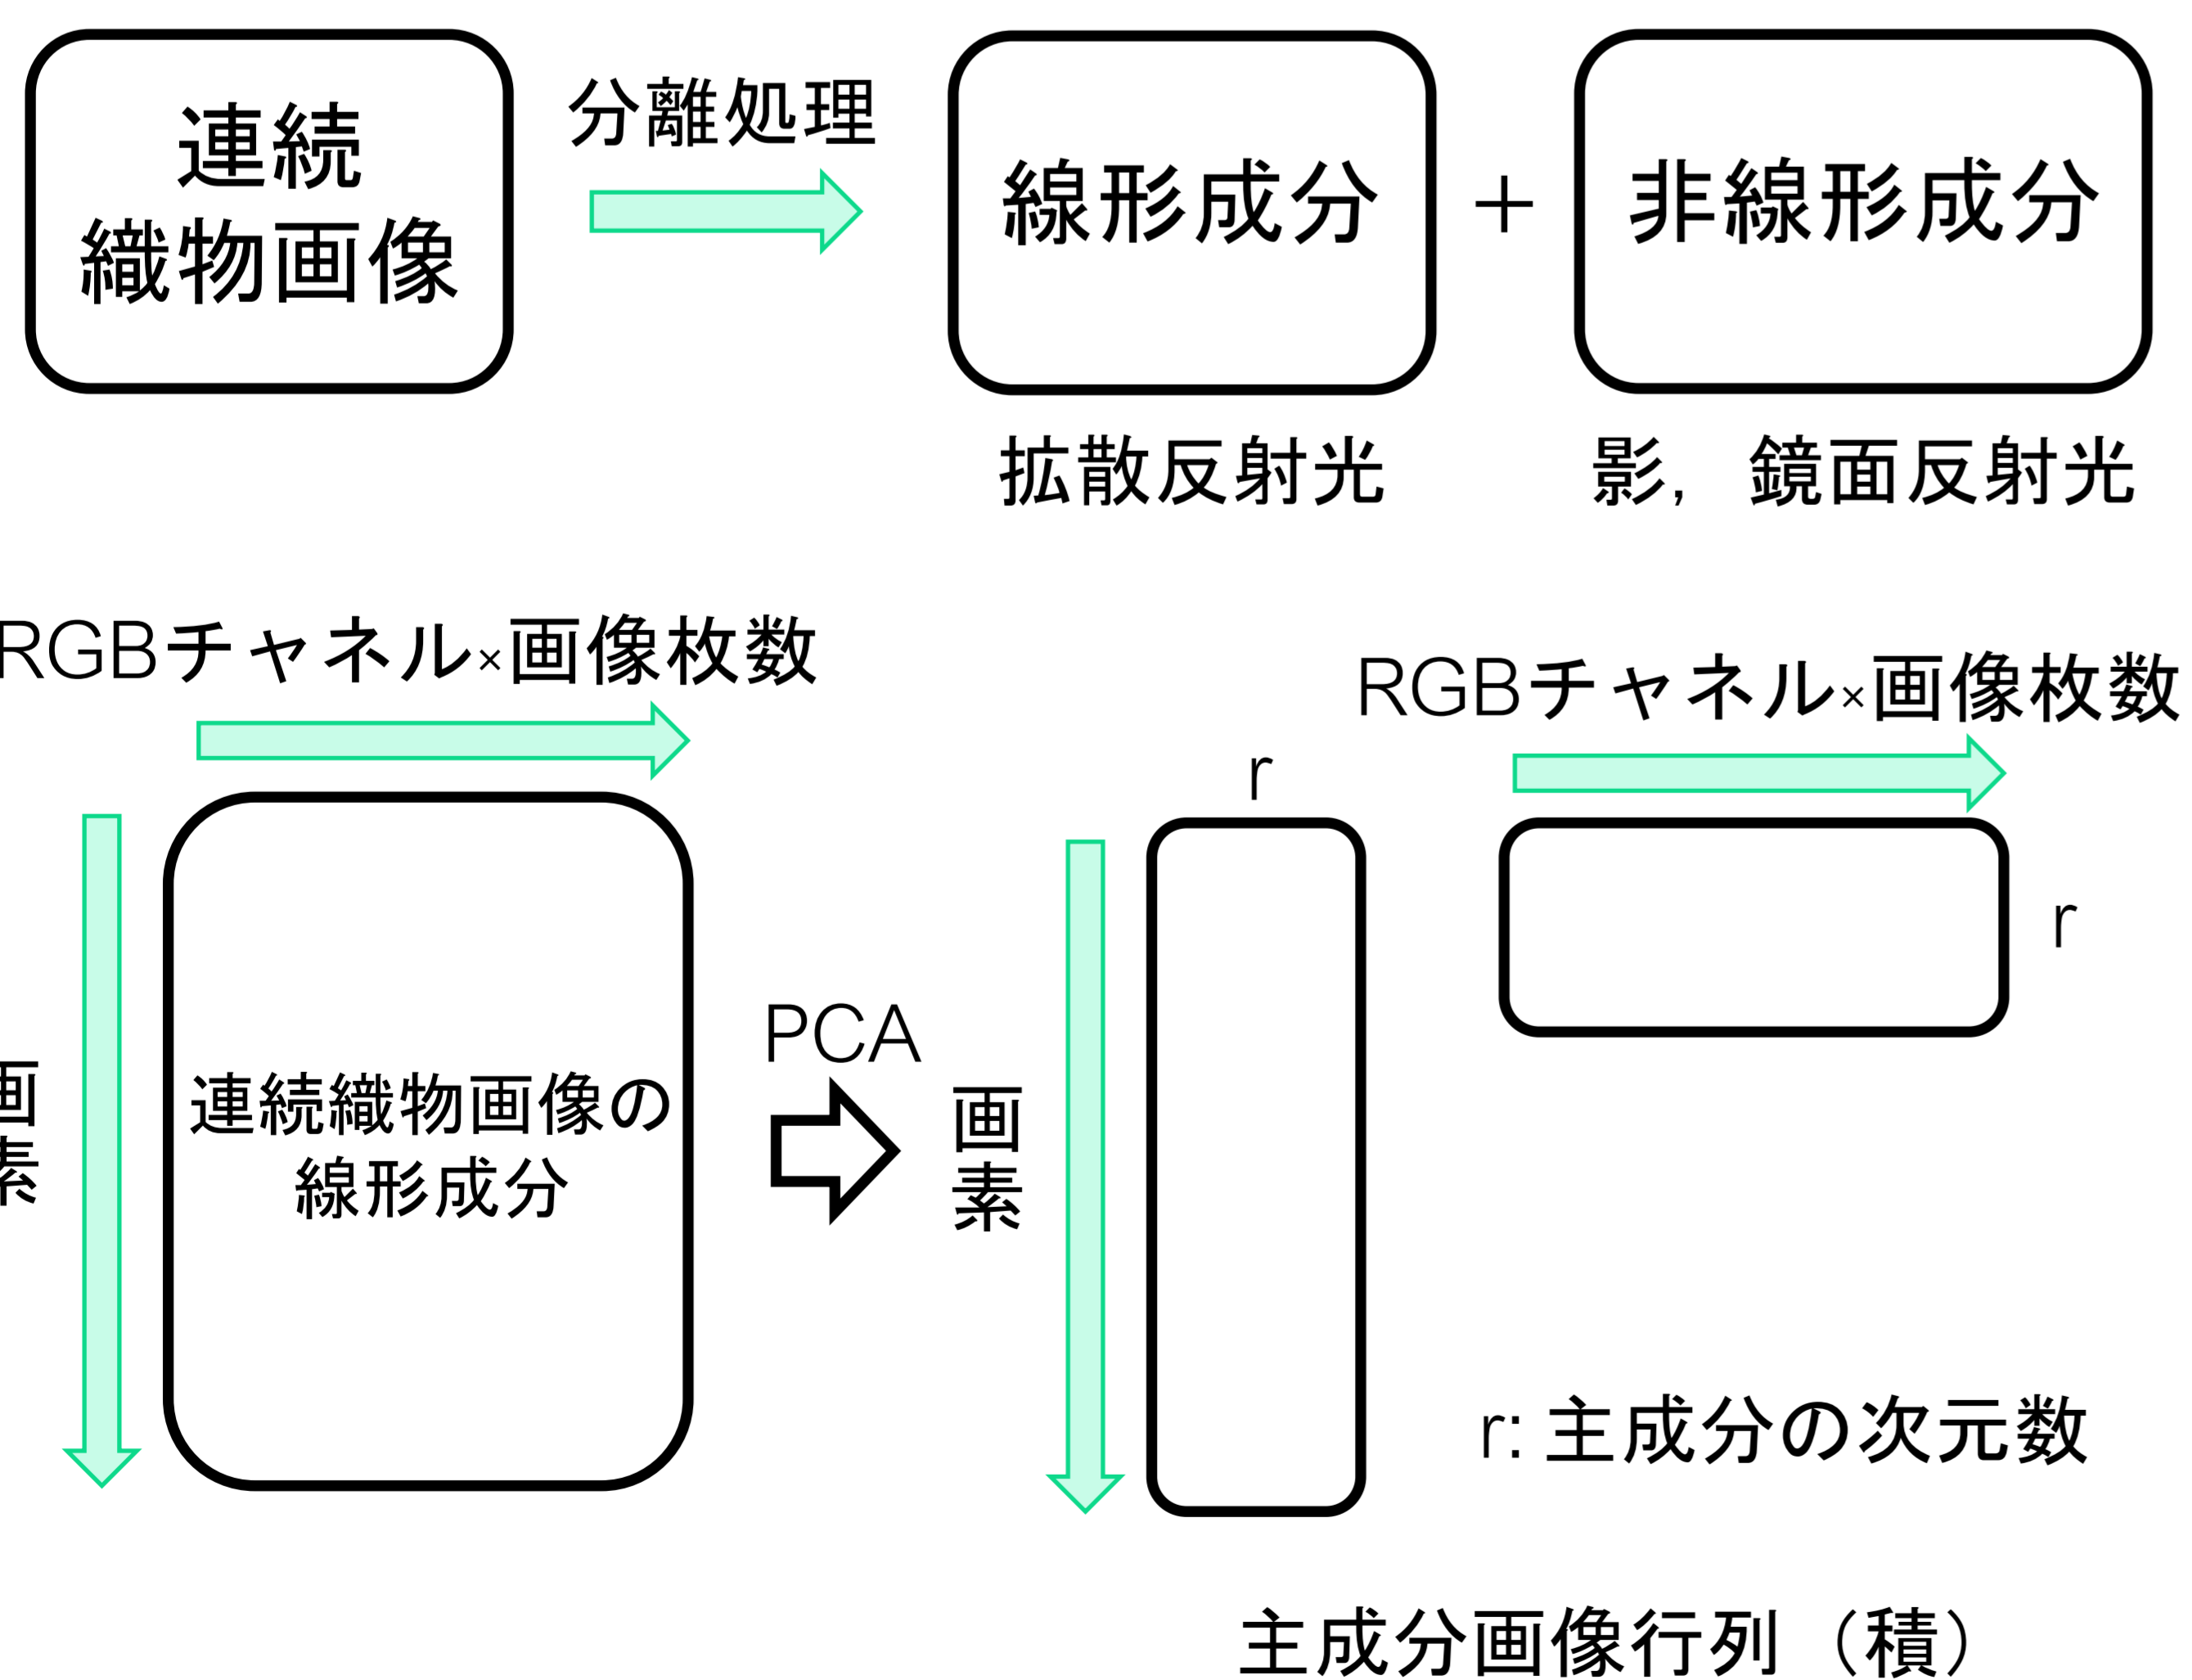 連続
織物画像
分離処理
線形成分
+
非線形成分
拡散反射光
影, 鏡面反射光
RGBチャネル×画像枚数
画素
連続織物画像の
線形成分
PCA
画素
r
RGBチャネル×画像枚数
r
r: 主成分の次元数
主成分画像行列（積）